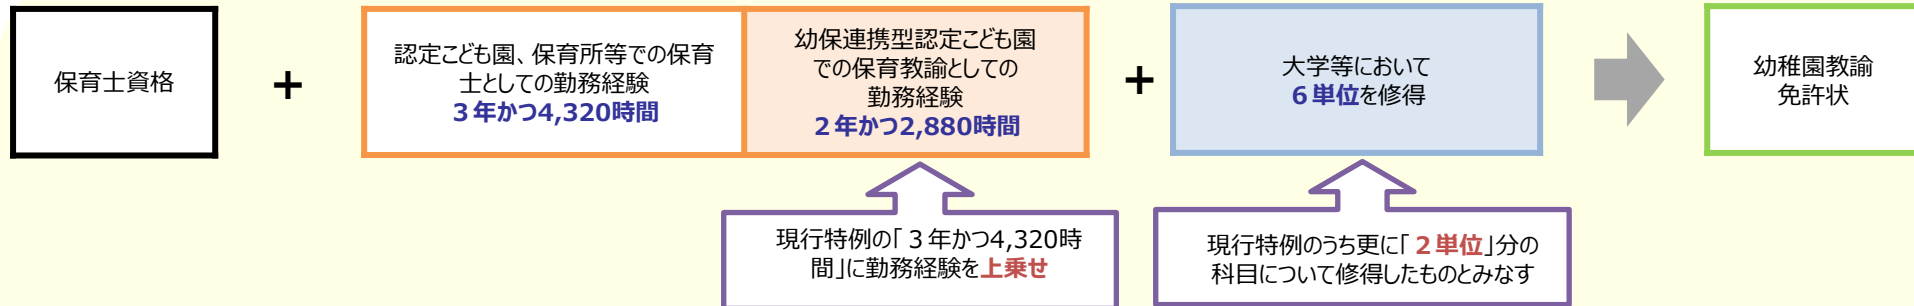 保育士資格
+
認定こども園、保育所等での保育
士としての勤務経験
３年かつ4,320時間
幼保連携型認定こども園
での保育教諭としての
勤務経験
２年かつ2,880時間
+
大学等において
６単位を修得
幼稚園教諭
免許状
現行特例の「３年かつ4,320時
間」に勤務経験を上乗せ
現行特例のうち更に「２単位」分の
科目について修得したものとみなす